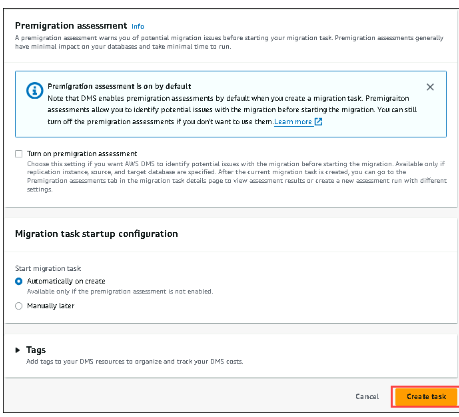 Premigration assessment Info
A premigration assessment warns you of potential migration issues before starting your migration task. Premigration assessments generally
have minimal impact on your databases and take minimal time to run.
Premigration assessment is on by default
Note that DMS enables premigration assessments by default when you create a migration task. Premigraiton
assessments allow you to identify potential issues with the migration before starting the migration. You can still
turn off the premigration assessments if you don't want to use them. Learn more
Turn on premigration assessment
Choose this setting if you want AWS DMS to identify potential issues with the migration before starting the migration. Available only if
replication instance, source, and target database are specified. After the current migration task is created, you can go to the
Premigration assessments tab in the migration task details page to view assessment results or create a new assessment run with different
settings.
Migration task startup configuration
Start migration task
Automatically on create
Available only if the premigration assessment is not enabled.
Manually later
Tags
Add tags to your DMS resources to organize and track your DMS costs.
Cancel Create task